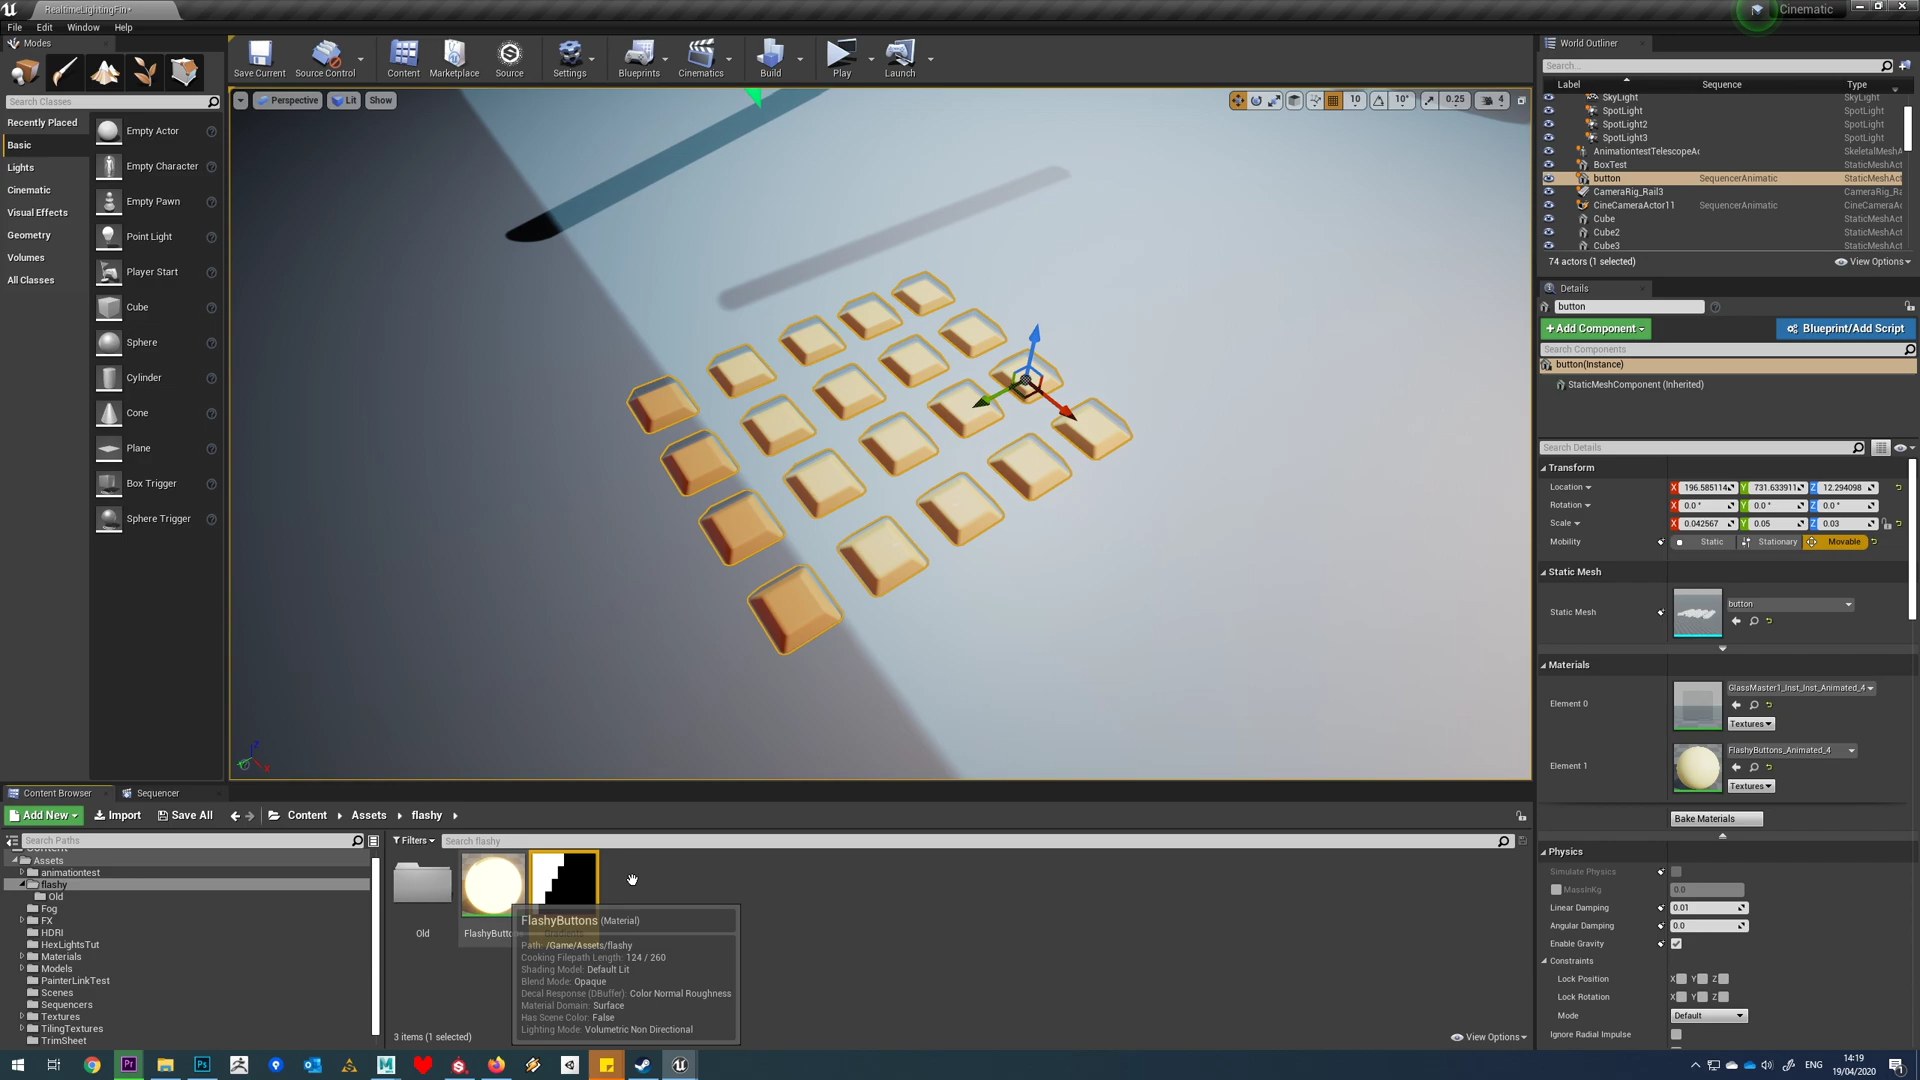 RealtimeLightingFin*
Cinematic
File Edit Window Help
Modes
Search Classes
Recently Placed
Basic
Lights
Cinematic
Visual Effects
Geometry
Volumes
All Classes
Empty Actor
Empty Character
Empty Pawn
Point Light
Player Start
Cube
Sphere
Cylinder
Cone
Plane
Box Trigger
Sphere Trigger
Save Current Source Control Content Marketplace Source Settings Blueprints Cinematics Build Play Launch
Perspective Lit Show
10 10° 0.25 4
World Outliner
Search...
Label Sequence Type
SkyLight SkyLight
SpotLight SpotLight
SpotLight2 SpotLight
SpotLight3 SpotLight
AnimationtestTelescopeAc SkeletalMeshA
BoxTest StaticMeshAct
button SequencerAnimatic StaticMeshAct
CameraRig_Rail3 CameraRig_Ra
CineCameraActor11 SequencerAnimatic CineCameraAc
Cube StaticMeshAct
Cube2 StaticMeshAct
Cube3 StaticMeshAct
74 actors (1 selected) View Options
Details
button
+Add Component Blueprint/Add Script
Search Components
button(Instance)
StaticMeshComponent (Inherited)
Search Details
Transform
Location X 196.585114 Y 731.633911 Z 12.294098
Rotation X 0.0 ° Y 0.0 ° Z 0.0 °
Scale X 0.042567 Y 0.05 Z 0.03
Mobility Static Stationary Movable
Static Mesh
Static Mesh button
Materials
Element 0 GlassMaster1_Inst_Inst_Animated_4
Textures
Element 1 FlashyButtons_Animated_4
Textures
Bake Materials
Physics
Simulate Physics
MassInKg 0.0
Linear Damping 0.01
Angular Damping 0.0
Enable Gravity
Constraints
Lock Position X Y Z
Lock Rotation X Y Z
Mode Default
Ignore Radial Impulse
Content Browser Sequencer
Add New Import Save All Content Assets flashy
Search Paths
Filters Search flashy
Content
Assets
animationtest
flashy
Old
Fog
FX
HDRI
HexLightsTut
Materials
Models
PainterLinkTest
Scenes
Sequencers
Textures
TilingTextures
TrimSheet
Old
FlashyButto
FlashyButtons (Material)
Path: /Game/Assets/flashy
Cooking Filepath Length: 124 / 260
Shading Model: Default Lit
Blend Mode: Opaque
Decal Response (DBuffer): Color Normal Roughness
Material Domain: Surface
Has Scene Color: False
Lighting Mode: Volumetric Non Directional
3 items (1 selected) View Options
ENG
14:19
19/04/2020